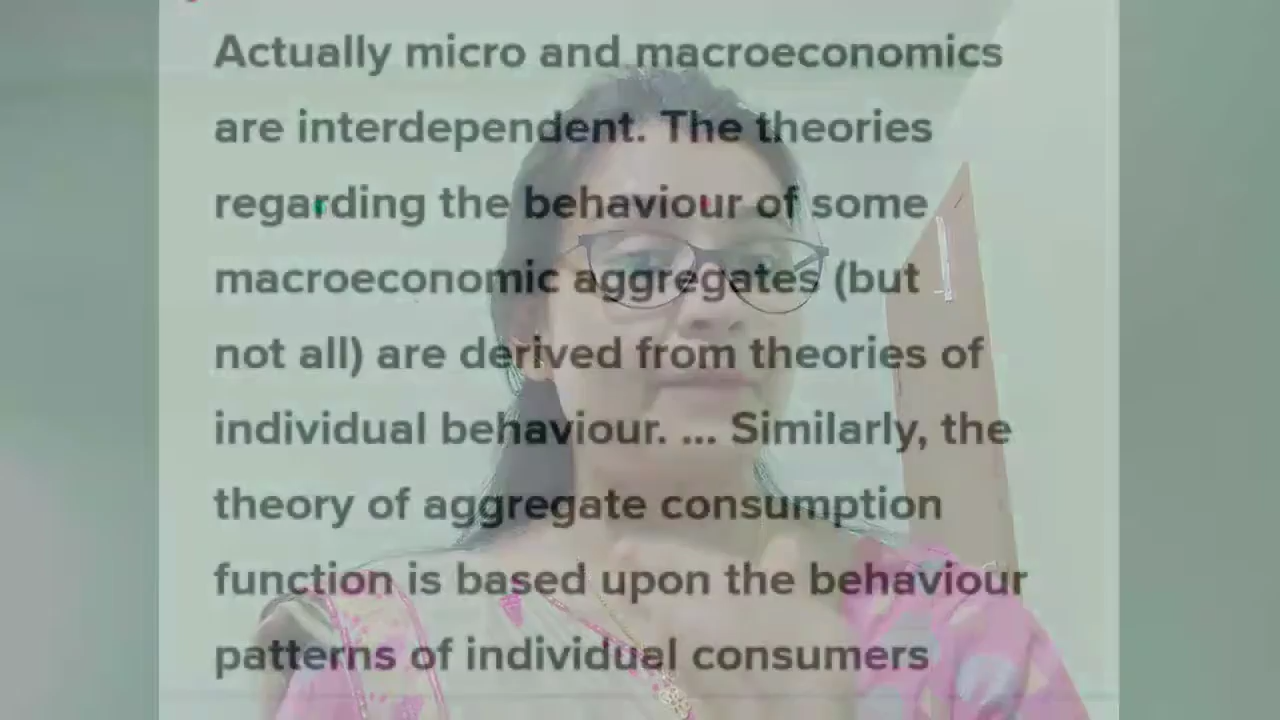 Actually micro and macroeconomics
are interdependent. The theories
regarding the behaviour of some
macroeconomic aggregates (but
not all) are derived from theories of
individual behaviour. ... Similarly, the
theory of aggregate consumption
function is based upon the behaviour
patterns of individual consumers